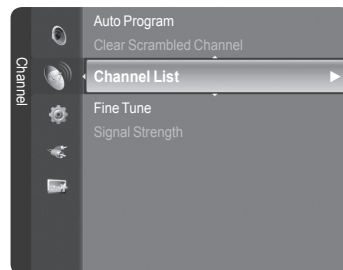 Channel
Auto Program
Clear Scrambled Channel
Channel List
Fine Tune
Signal Strength